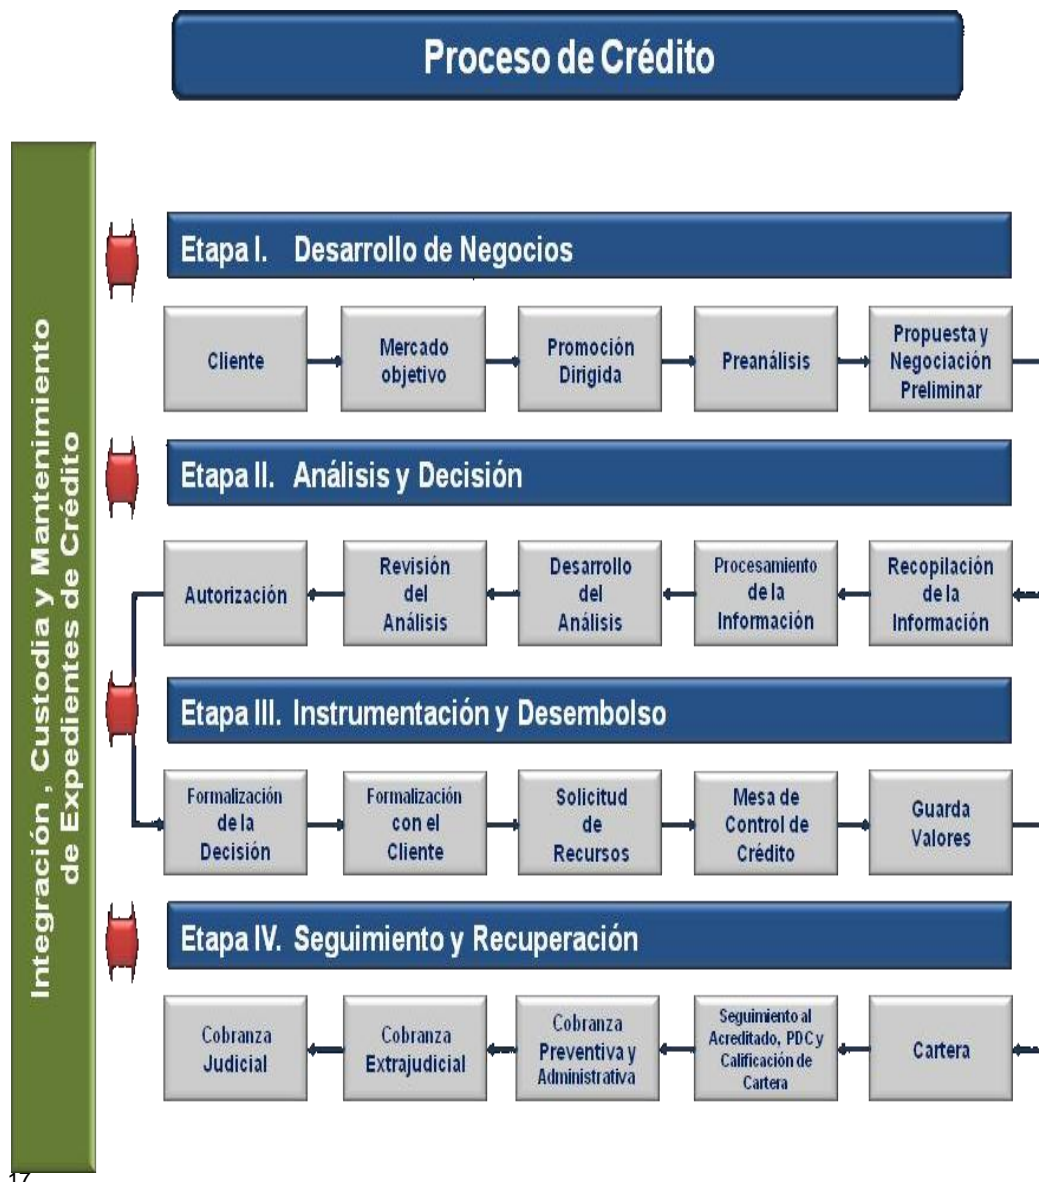 Proceso de Crédito
Integración , Custodia y Mantenimiento
de Expedientes de Crédito
Etapa I. Desarrollo de Negocios
Cliente
Mercado
objetivo
Promoción
Dirigida
Preanálisis
Propuesta y
Negociación
Preliminar
Etapa II. Análisis y Decisión
Autorización
Revisión
del
Análisis
Desarrollo
del
Análisis
Procesamiento
de la
Información
Recopilación
de la
Información
Etapa III. Instrumentación y Desembolso
Formalización
de la
Decisión
Formalización
con el
Cliente
Solicitud
de
Recursos
Mesa de
Control de
Crédito
Guarda
Valores
Etapa IV. Seguimiento y Recuperación
Cobranza
Judicial
Cobranza
Extrajudicial
Cobranza
Preventiva y
Administrativa
Seguimiento al
Acreditado, PDC y
Calificación de
Cartera
Cartera
17